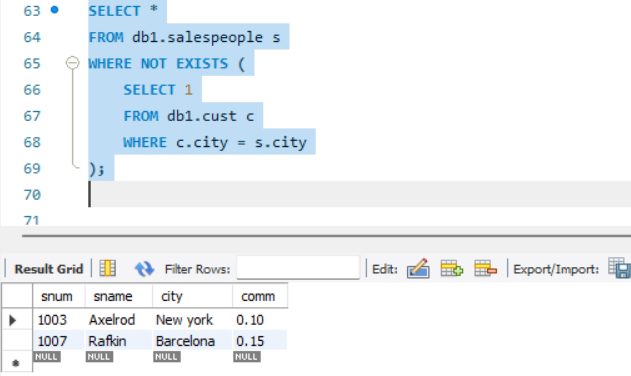 63 SELECT *
64 FROM db1.salespeople s
65 WHERE NOT EXISTS (
66 SELECT 1
67 FROM db1.cust c
68 WHERE c.city = s.city
69 );
70
71
Result Grid Filter Rows: Edit: Export/Import:
snum sname city comm
1003 Axelrod New york 0.10
1007 Rafkin Barcelona 0.15
NULL NULL NULL NULL